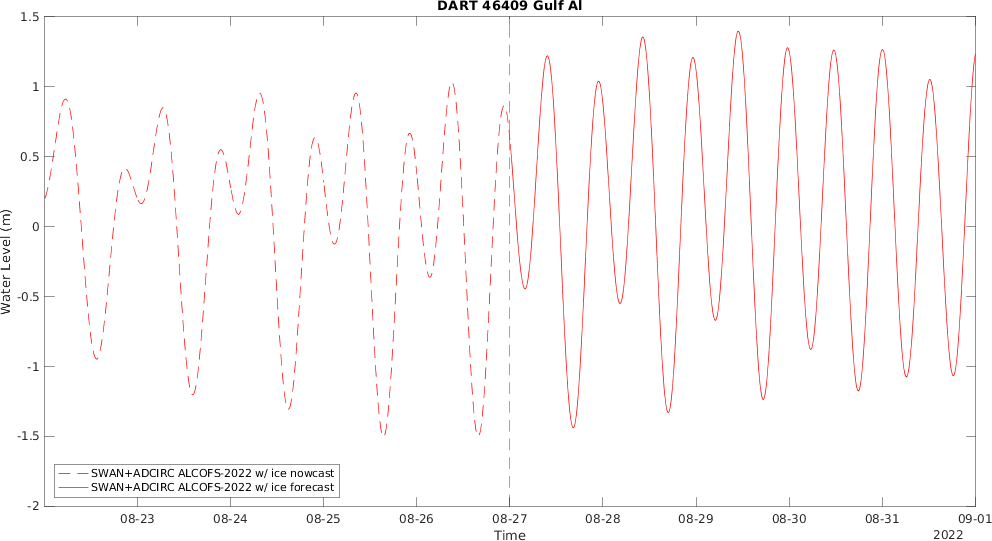 DART 46409 Gulf Al
1.5
1
0.5
0
-0.5
-1
-1.5
-2
Water Level (m)
SWAN+ADCIRC ALCOFS-2022 w/ ice nowcast
SWAN+ADCIRC ALCOFS-2022 w/ ice forecast
08-23 08-24 08-25 08-26 08-27 08-28 08-29 08-30 08-31 09-01
Time
2022